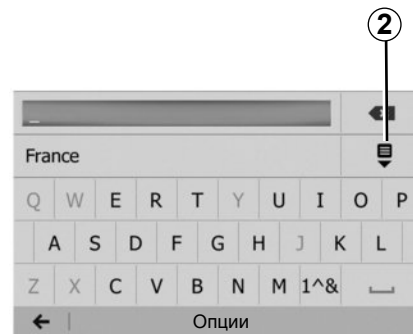 2
_
France
Q W E R T Y U I O P
A S D F G H J K L
Z X C V B N M 1^&
Опции